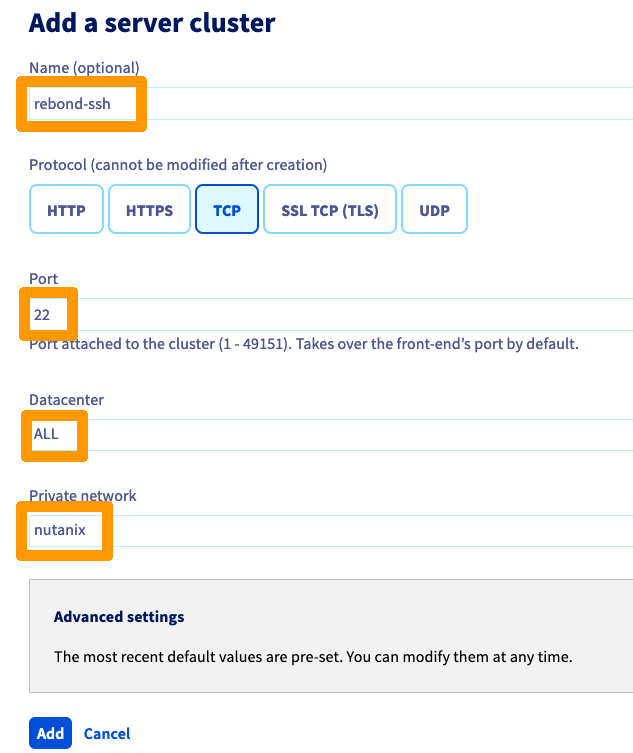 Add a server cluster
Name (optional)
rebond-ssh
Protocol (cannot be modified after creation)
HTTP HTTPS TCP SSL TCP (TLS) UDP
Port
22
Port attached to the cluster (1 - 49151). Takes over the front-end’s port by default.
Datacenter
ALL
Private network
nutanix
Advanced settings
The most recent default values are pre-set. You can modify them at any time.
Add Cancel